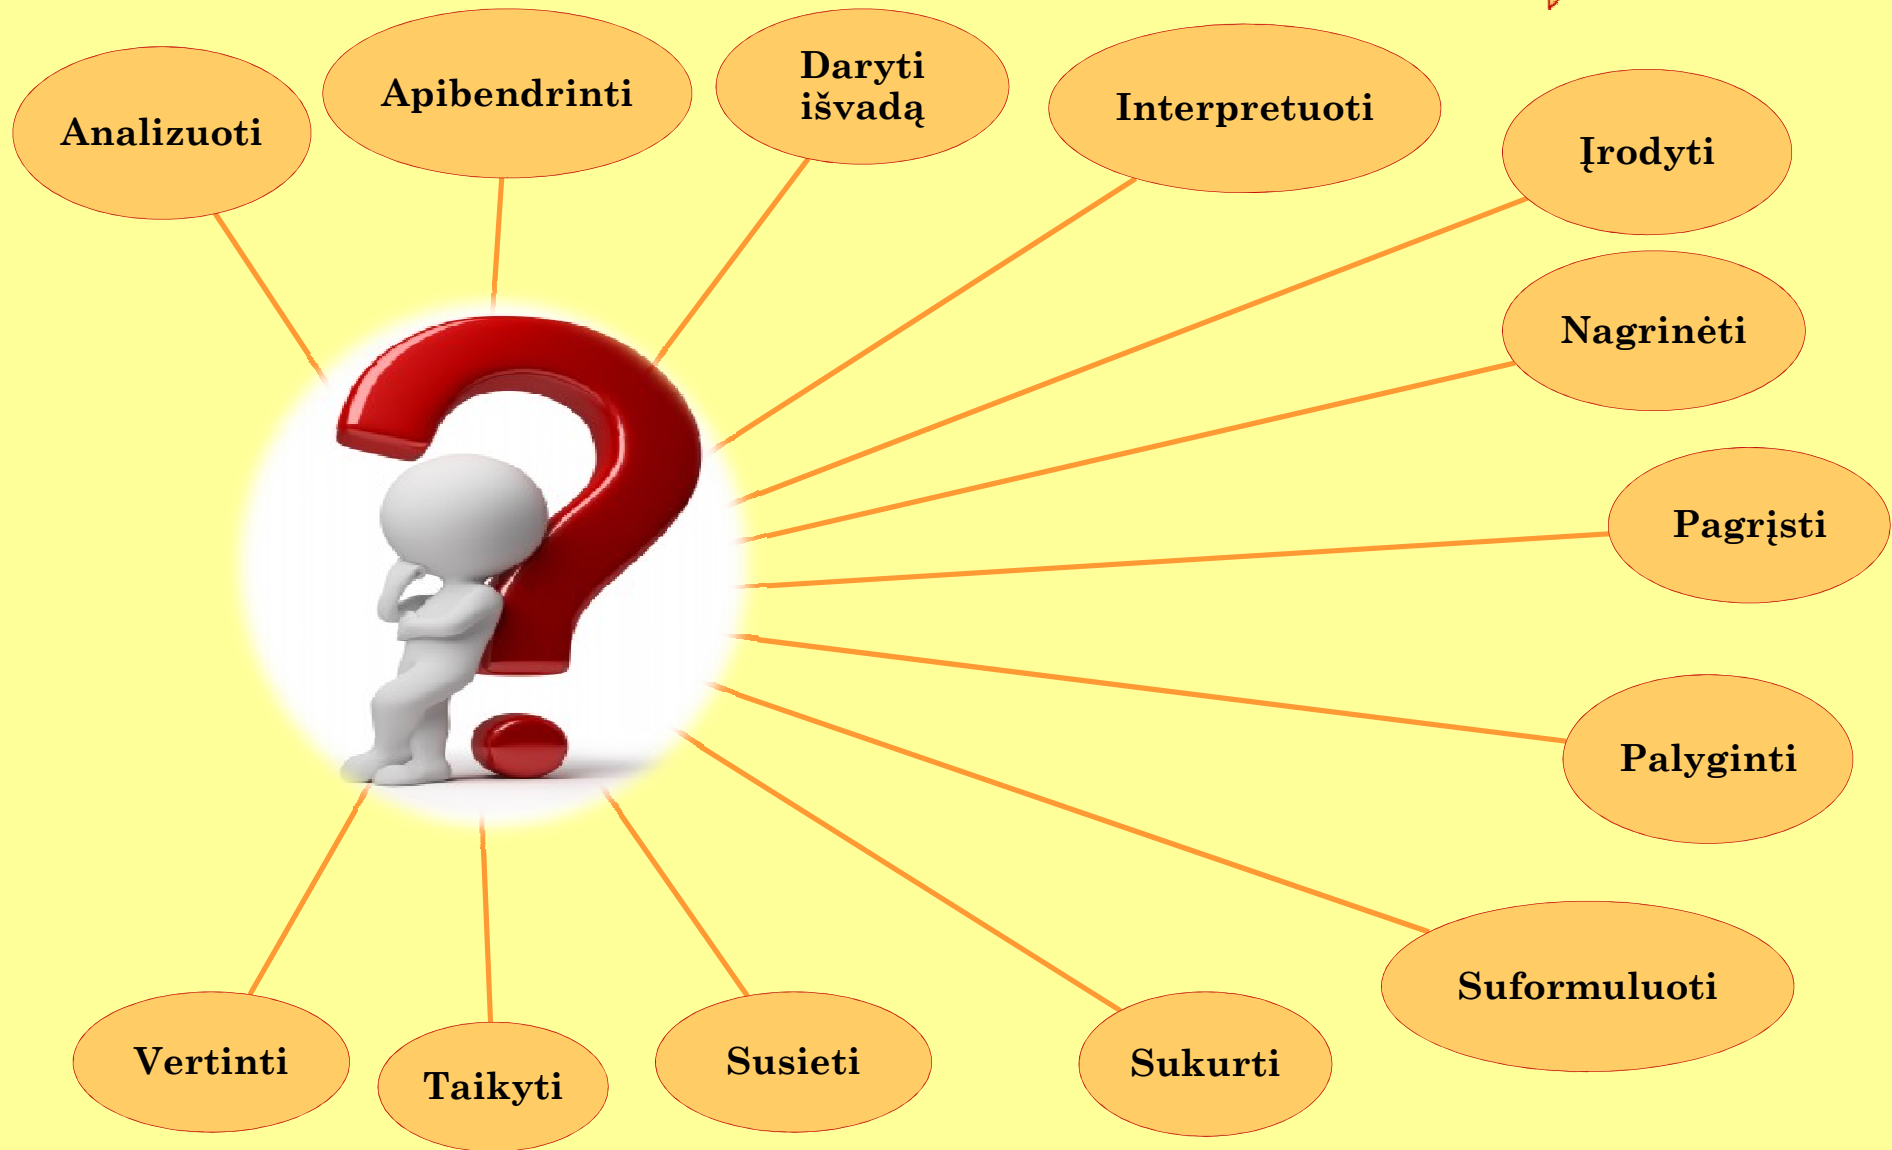 Analizuoti
Apibendrinti
Daryti
išvadą
Interpretuoti
Įrodyti
Nagrinėti
Pagrįsti
Palyginti
Suformuluoti
Sukurti
Susieti
Taikyti
Vertinti